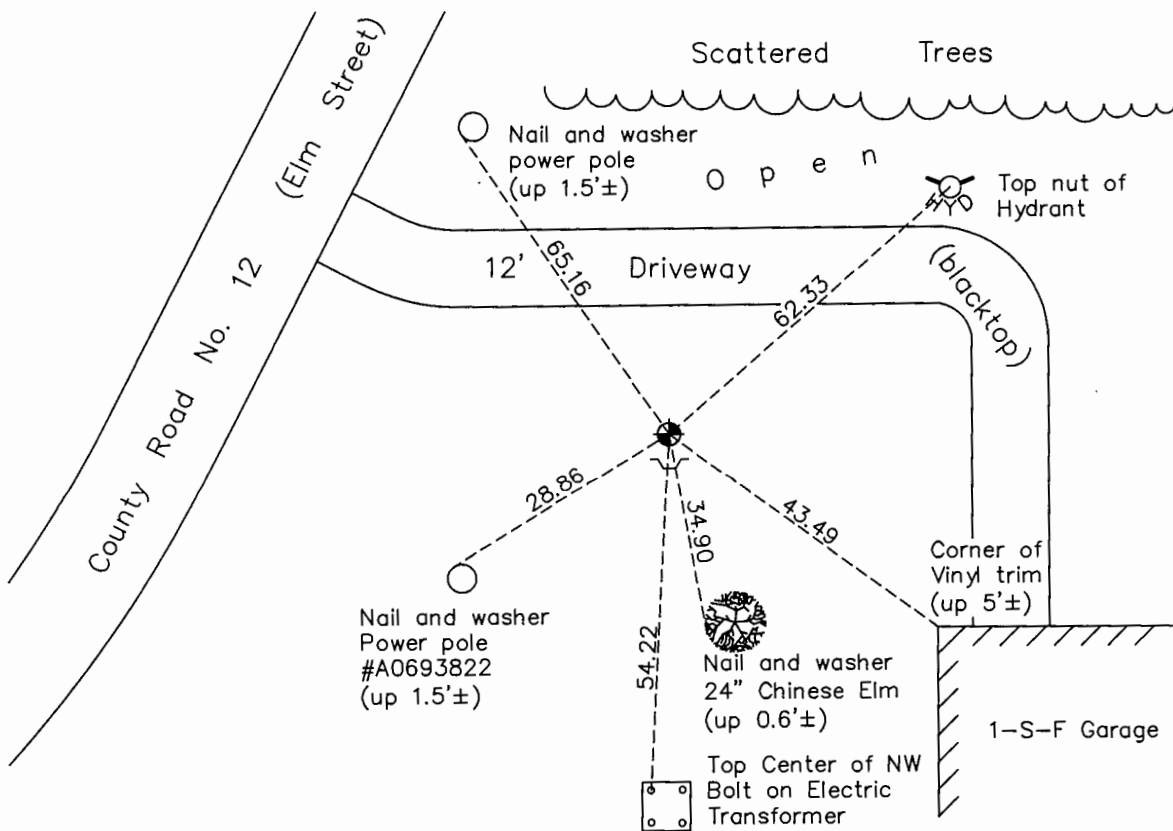 Scattered Trees
(Elm Street)
Nail and washer
power pole
(up 1.5'±)
Open
HYD
Top nut of
Hydrant
65.16
12' Driveway
62.33
(blacktop)
County Road No. 12
28.86
34.90
43.49
54.22
Corner of
Vinyl trim
(up 5'±)
Nail and washer
Power pole
#A0693822
(up 1.5'±)
Nail and washer
24" Chinese Elm
(up 0.6'±)
1-S-F Garage
Top Center of NW
Bolt on Electric
Transformer